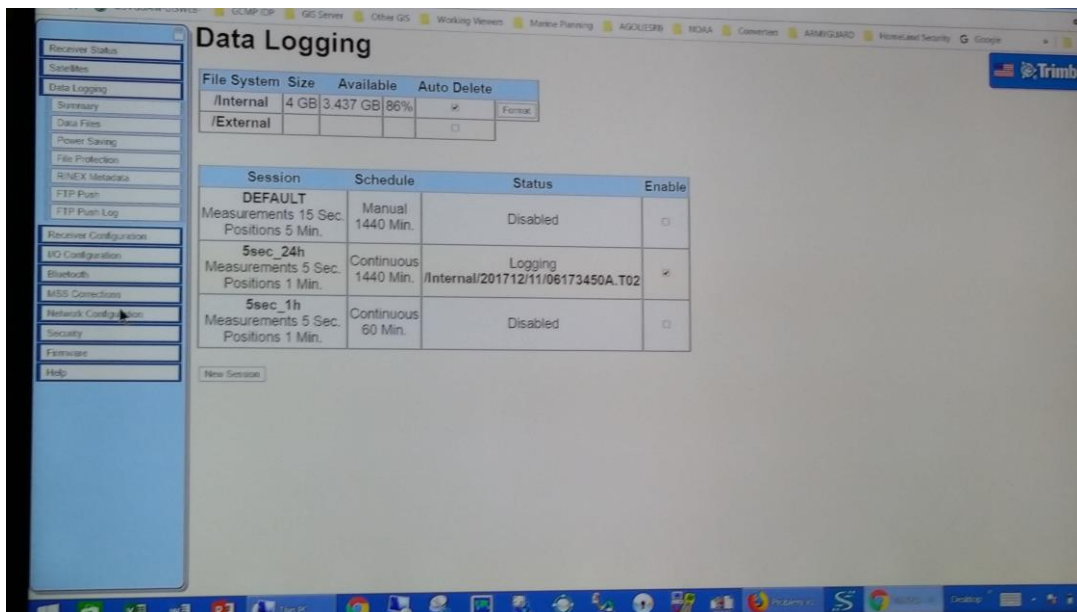 GIS Server
Other GIS
Working Viewers
Marine Planning
NOAA
HomeLand Security
G Google
Trimb
Receiver Status
Satellites
Data Logging
Summary
Data Files
Power Saving
File Protection
RINEX Metadata
FTP Push
FTP Push Log
Receiver Configuration
I/O Configuration
Bluetooth
MSS Corrections
Network Configuration
Security
Firmware
Help
Data Logging
File System Size Available Auto Delete
/Internal 4 GB 3.437 GB 86% Format
/External
Session Schedule Status Enable
DEFAULT
Measurements 15 Sec.
Positions 5 Min.
Manual
1440 Min.
Disabled
5sec_24h
Measurements 5 Sec.
Positions 1 Min.
Continuous
1440 Min.
Logging
/Internal/201712/11/06173450A.T02
5sec_1h
Measurements 5 Sec.
Positions 1 Min.
Continuous
60 Min.
Disabled
New Session
This PC
Desktop